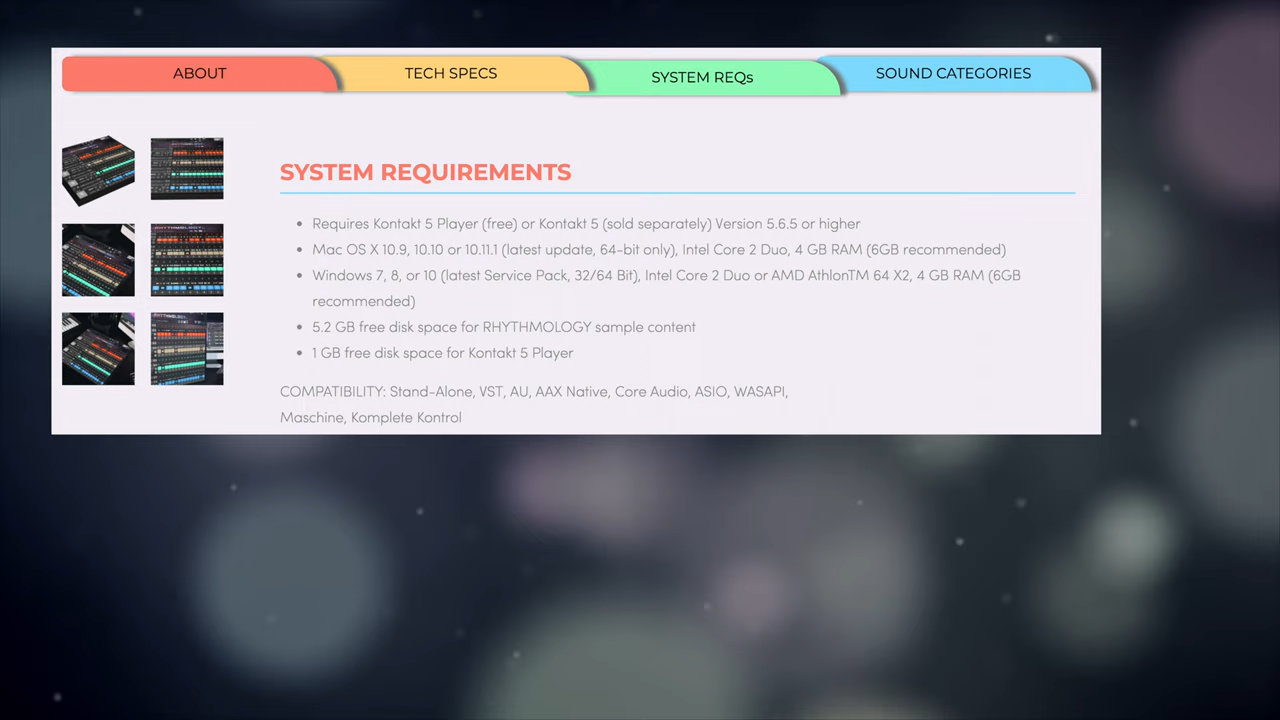 ABOUT
TECH SPECS
SYSTEM REQs
SOUND CATEGORIES
SYSTEM REQUIREMENTS
• Requires Kontakt 5 Player (free) or Kontakt 5 (sold separately) Version 5.6.5 or higher
• Mac 10.9, 10.10 or 10.11.1 (latest update, 64 bit only), Intel Core 2 Duo, 4 GB RAM (6GB recommended)
• Windows 7, 8, or 10 (latest Service Pack, 32/64 Bit), Intel Core 2 Duo or AMD AthlonTM 64 X2, 4 GB RAM (6GB
recommended)
• 5.2 GB free disk space for RHYTHMOLOGY sample content
• 1 GB free disk space for Kontakt 5 Player
COMPATIBILITY: Stand-Alone, VST, AU, AAX Native, Core Audio, ASIO, WASAPI,
Maschine, Komplete Kontrol